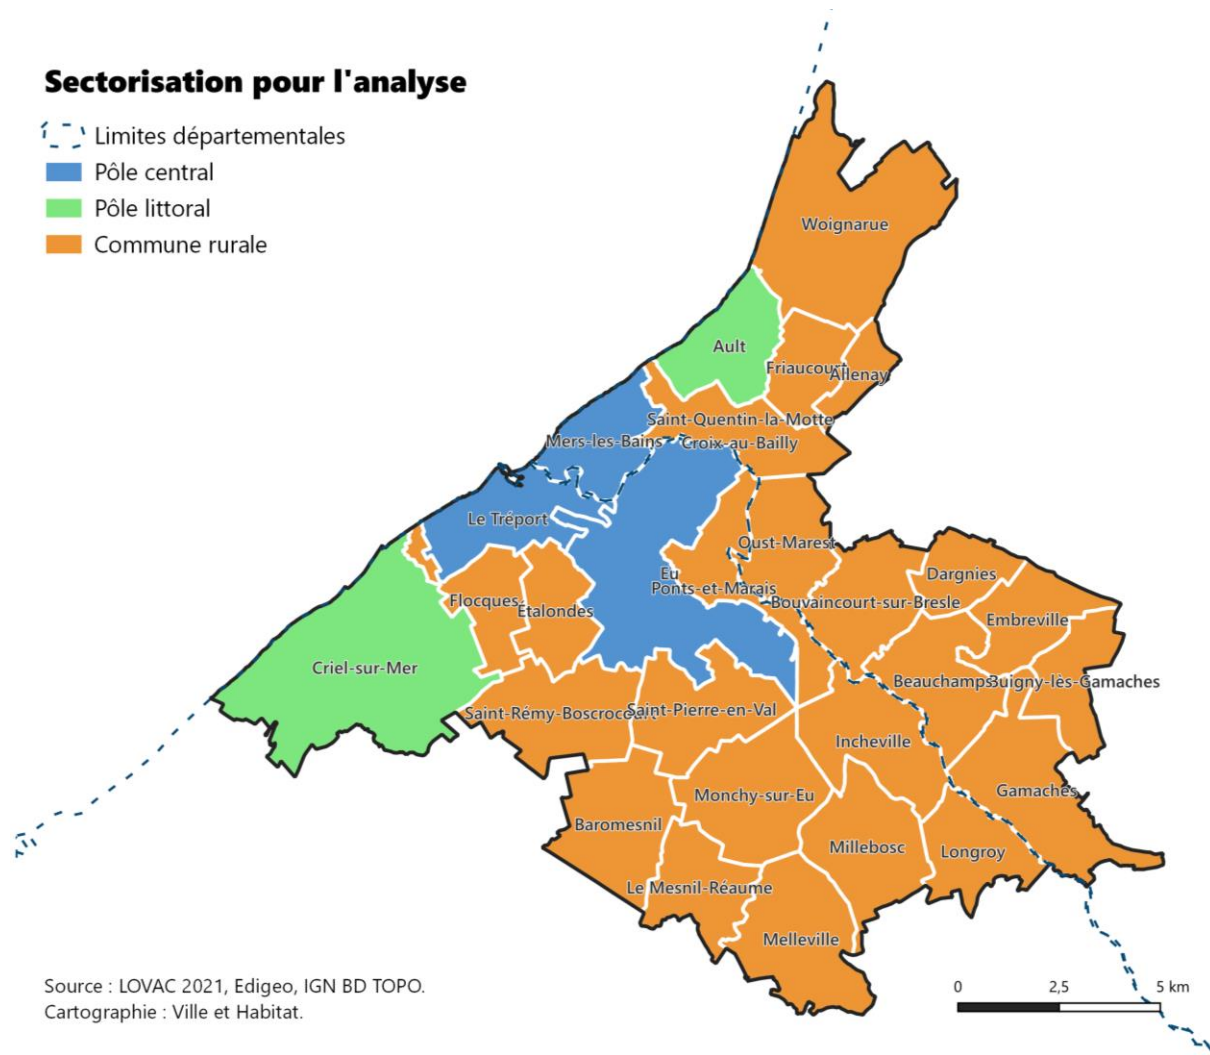 Sectorisation pour l'analyse
Limites départementales
Pôle central
Pôle littoral
Commune rurale
Woignarue
Ault
Friaucourt
Allenay
Saint-Quentin-la-Motte
Croix-au-Bailly
Mers-les-Bains
Le Tréport
Oust-Marest
Eu
Ponts-et-Marais
Dargnies
Bouvaincourt-sur-Bresle
Embreville
Flocques
Étalondes
Criel-sur-Mer
Beauchamps
Buigny-lès-Gamaches
Saint-Rémy-Boscrocourt
Saint-Pierre-en-Val
Incheville
Monchy-sur-Eu
Gamaches
Baromesnil
Millebosc
Longroy
Le Mesnil-Réaume
Melleville
Source : LOVAC 2021, Edigeo, IGN BD TOPO.
Cartographie : Ville et Habitat.
0 2,5 5 km